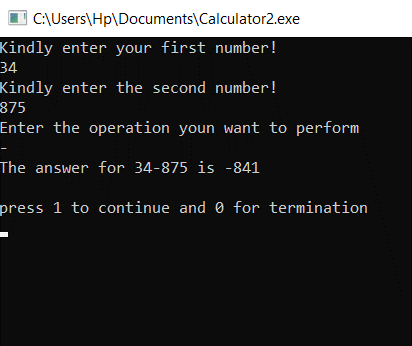 C:\Users\Hp\Documents\Calculator2.exe
Kindly enter your first number!
34
Kindly enter the second number!
875
Enter the operation youn want to perform
-
The answer for 34-875 is -841
press 1 to continue and 0 for termination